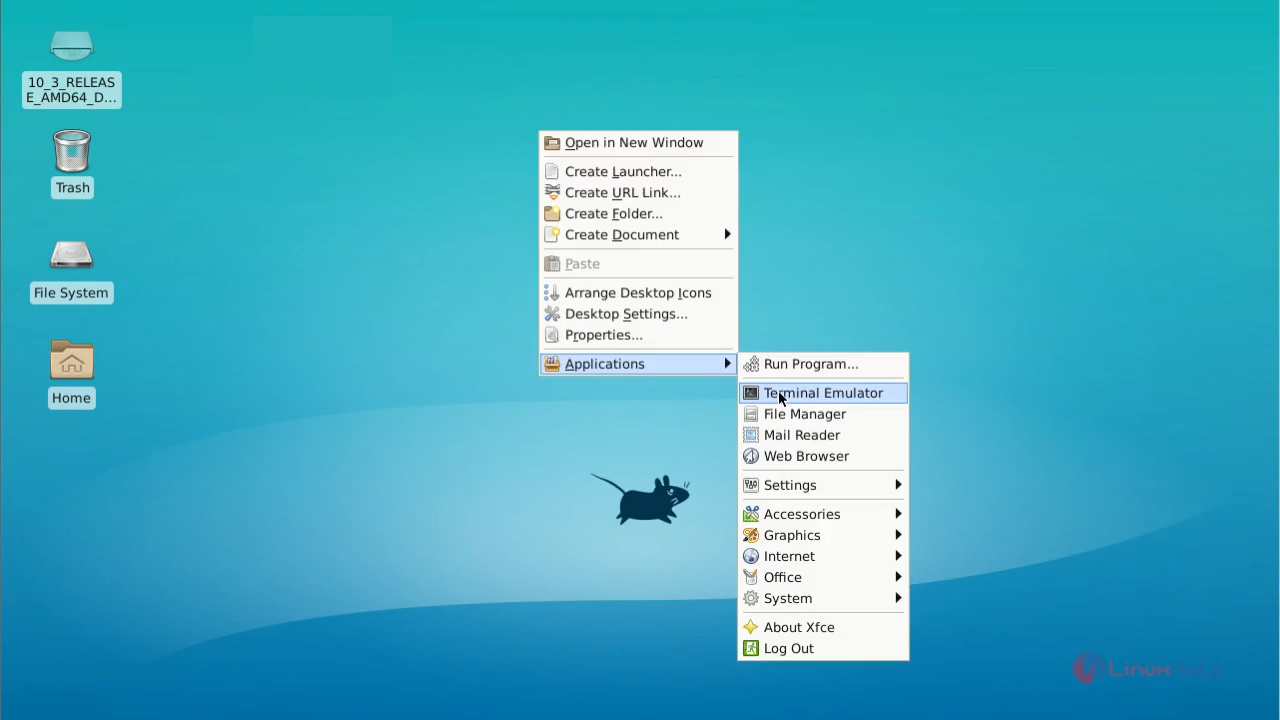 10_3_RELEAS
E_AMD64_D...
Trash
File System
Home
Open in New Window
Create Launcher...
Create URL Link...
Create Folder...
Create Document
Paste
Arrange Desktop Icons
Desktop Settings...
Properties...
Applications
Run Program...
Terminal Emulator
File Manager
Mail Reader
Web Browser
Settings
Accessories
Graphics
Internet
Office
System
About Xfce
Log Out